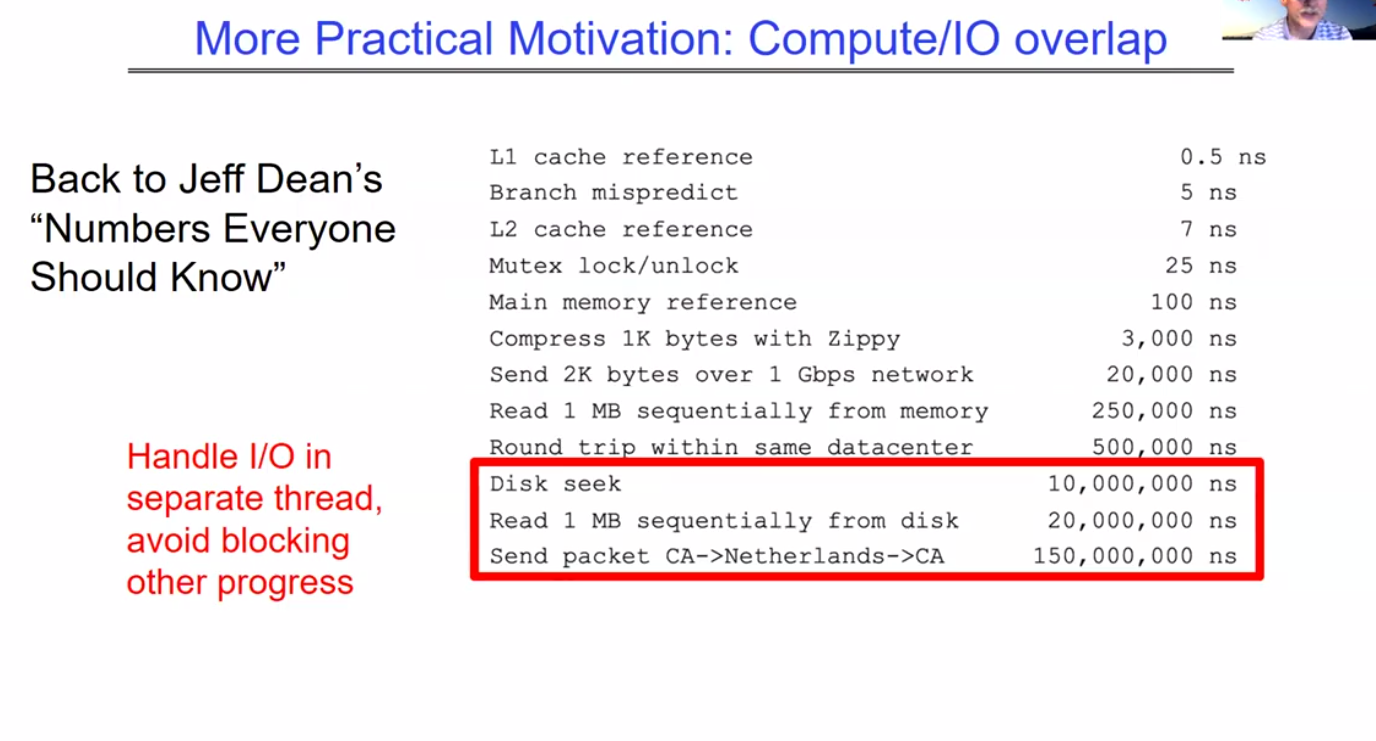 More Practical Motivation: Compute/IO overlap
Back to Jeff Dean's
“Numbers Everyone
Should Know”
L1 cache reference 0.5 ns
Branch mispredict 5 ns
L2 cache reference 7 ns
Mutex lock/unlock 25 ns
Main memory reference 100 ns
Compress 1K bytes with Zippy 3,000 ns
Send 2K bytes over 1 Gbps network 20,000 ns
Read 1 MB sequentially from memory 250,000 ns
Round trip within same datacenter 500,000 ns
Disk seek 10,000,000 ns
Read 1 MB sequentially from disk 20,000,000 ns
Send packet CA->Netherlands->CA 150,000,000 ns
Handle I/O in
separate thread,
avoid blocking
other progress